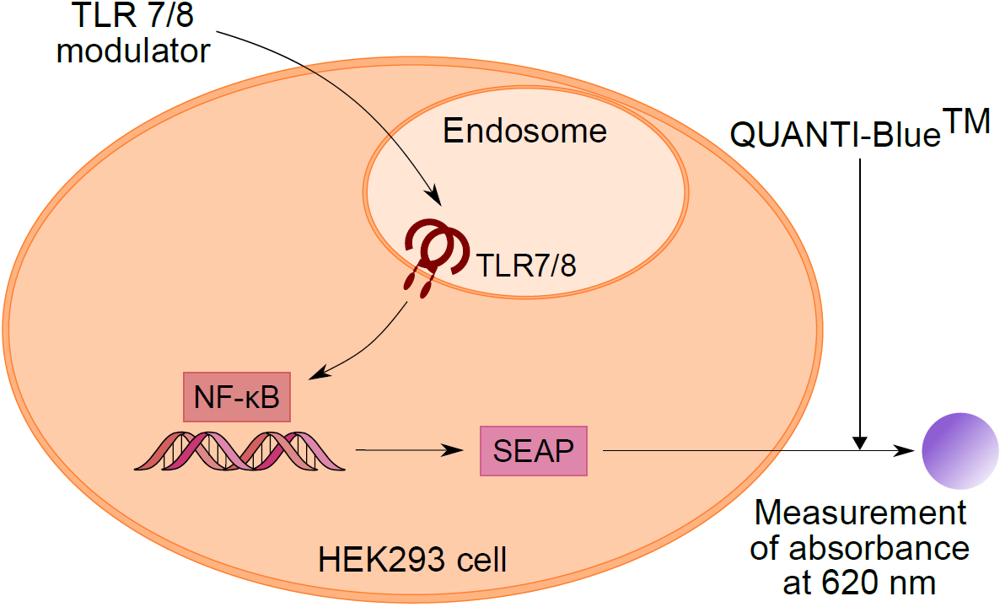 TLR 7/8
modulator
Endosome
QUANTI-Blue™
TLR7/8
NF-κB
SEAP
Measurement
of absorbance
at 620 nm
HEK293 cell